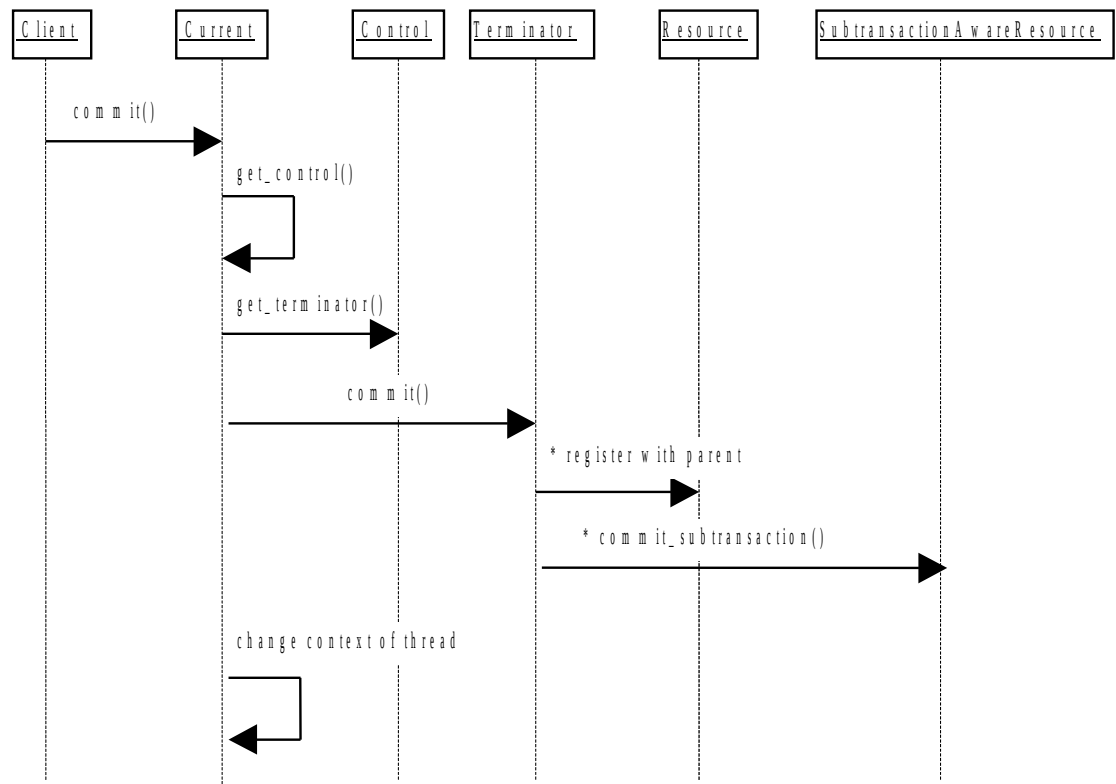 Client Current Control Terminator Resource SubtransactionAwareResource
commit()
get_control()
get_terminator()
commit()
* register with parent
* commit_subtransaction()
change context of thread